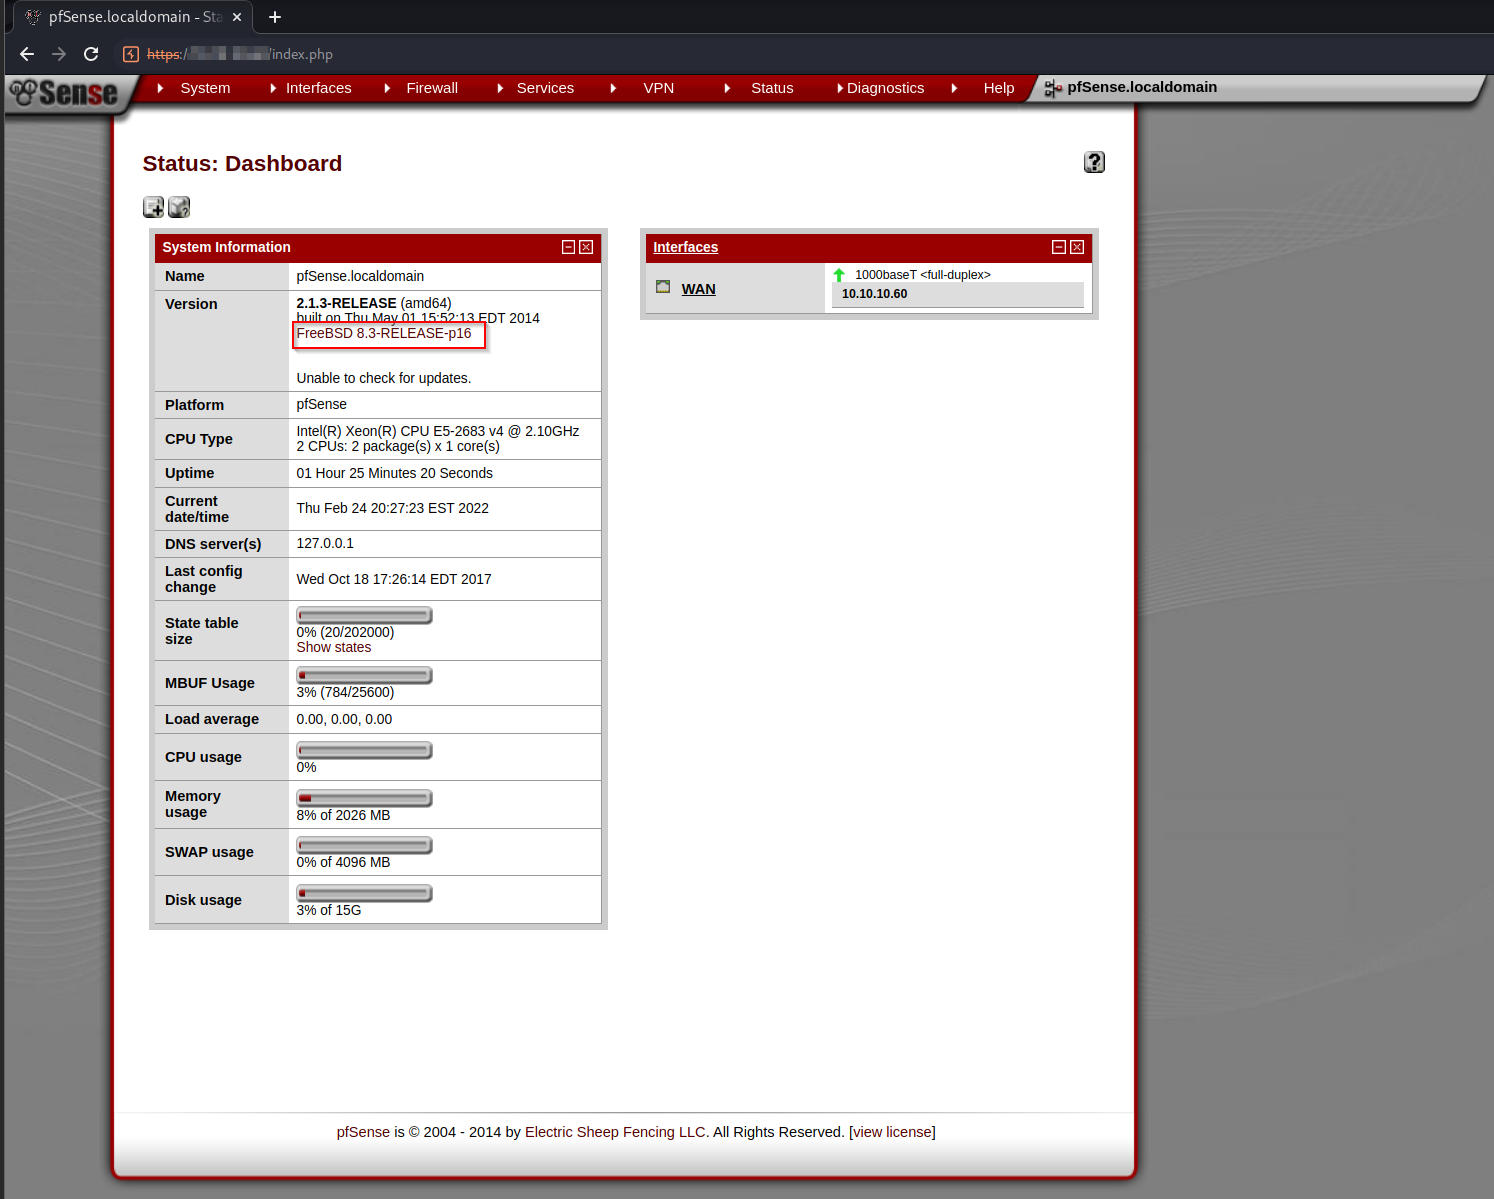 pfSense.localdomain - Sta
https:/ /index.php
Sense
System
Interfaces
Firewall
Services
VPN
Status
Diagnostics
Help
pfSense.localdomain
Status: Dashboard
?
System Information
Name
pfSense.localdomain
Version
2.1.3-RELEASE (amd64)
built on Thu May 01 15:52:13 EDT 2014
FreeBSD 8.3-RELEASE-p16
Unable to check for updates.
Platform
pfSense
CPU Type
Intel(R) Xeon(R) CPU E5-2683 v4 @ 2.10GHz
2 CPUs: 2 package(s) x 1 core(s)
Uptime
01 Hour 25 Minutes 20 Seconds
Current
date/time
Thu Feb 24 20:27:23 EST 2022
DNS server(s)
127.0.0.1
Last config
change
Wed Oct 18 17:26:14 EDT 2017
State table
size
0% (20/202000)
Show states
MBUF Usage
3% (784/25600)
Load average
0.00, 0.00, 0.00
CPU usage
0%
Memory
usage
8% of 2026 MB
SWAP usage
0% of 4096 MB
Disk usage
3% of 15G
Interfaces
WAN
1000baseT <full-duplex>
10.10.10.60
pfSense is © 2004 - 2014 by Electric Sheep Fencing LLC. All Rights Reserved. [view license]